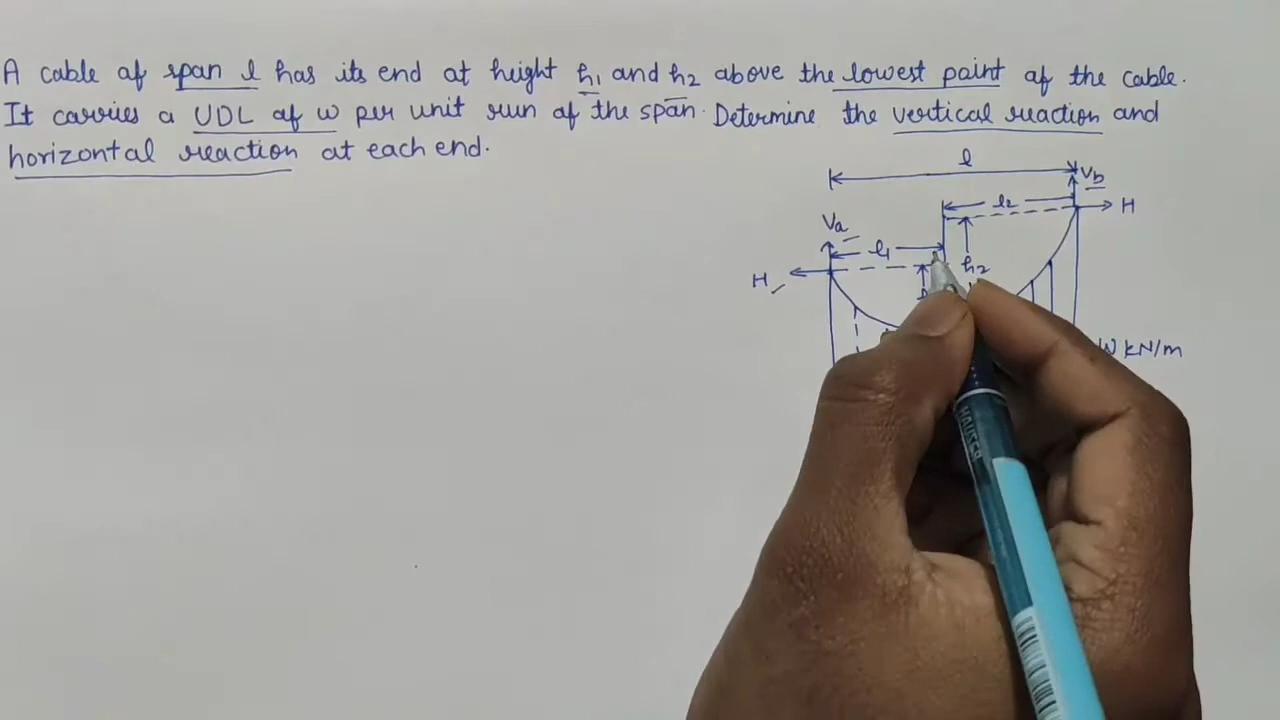 A cable of span l has its end at height h1 and h2 above the lowest point of the cable.
It carries a UDL of w per unit run of the span. Determine the vertical reaction and
horizontal reaction at each end.
l
Vb
l2
H
Va
l1
h2
H
W kN/m
HAUSER